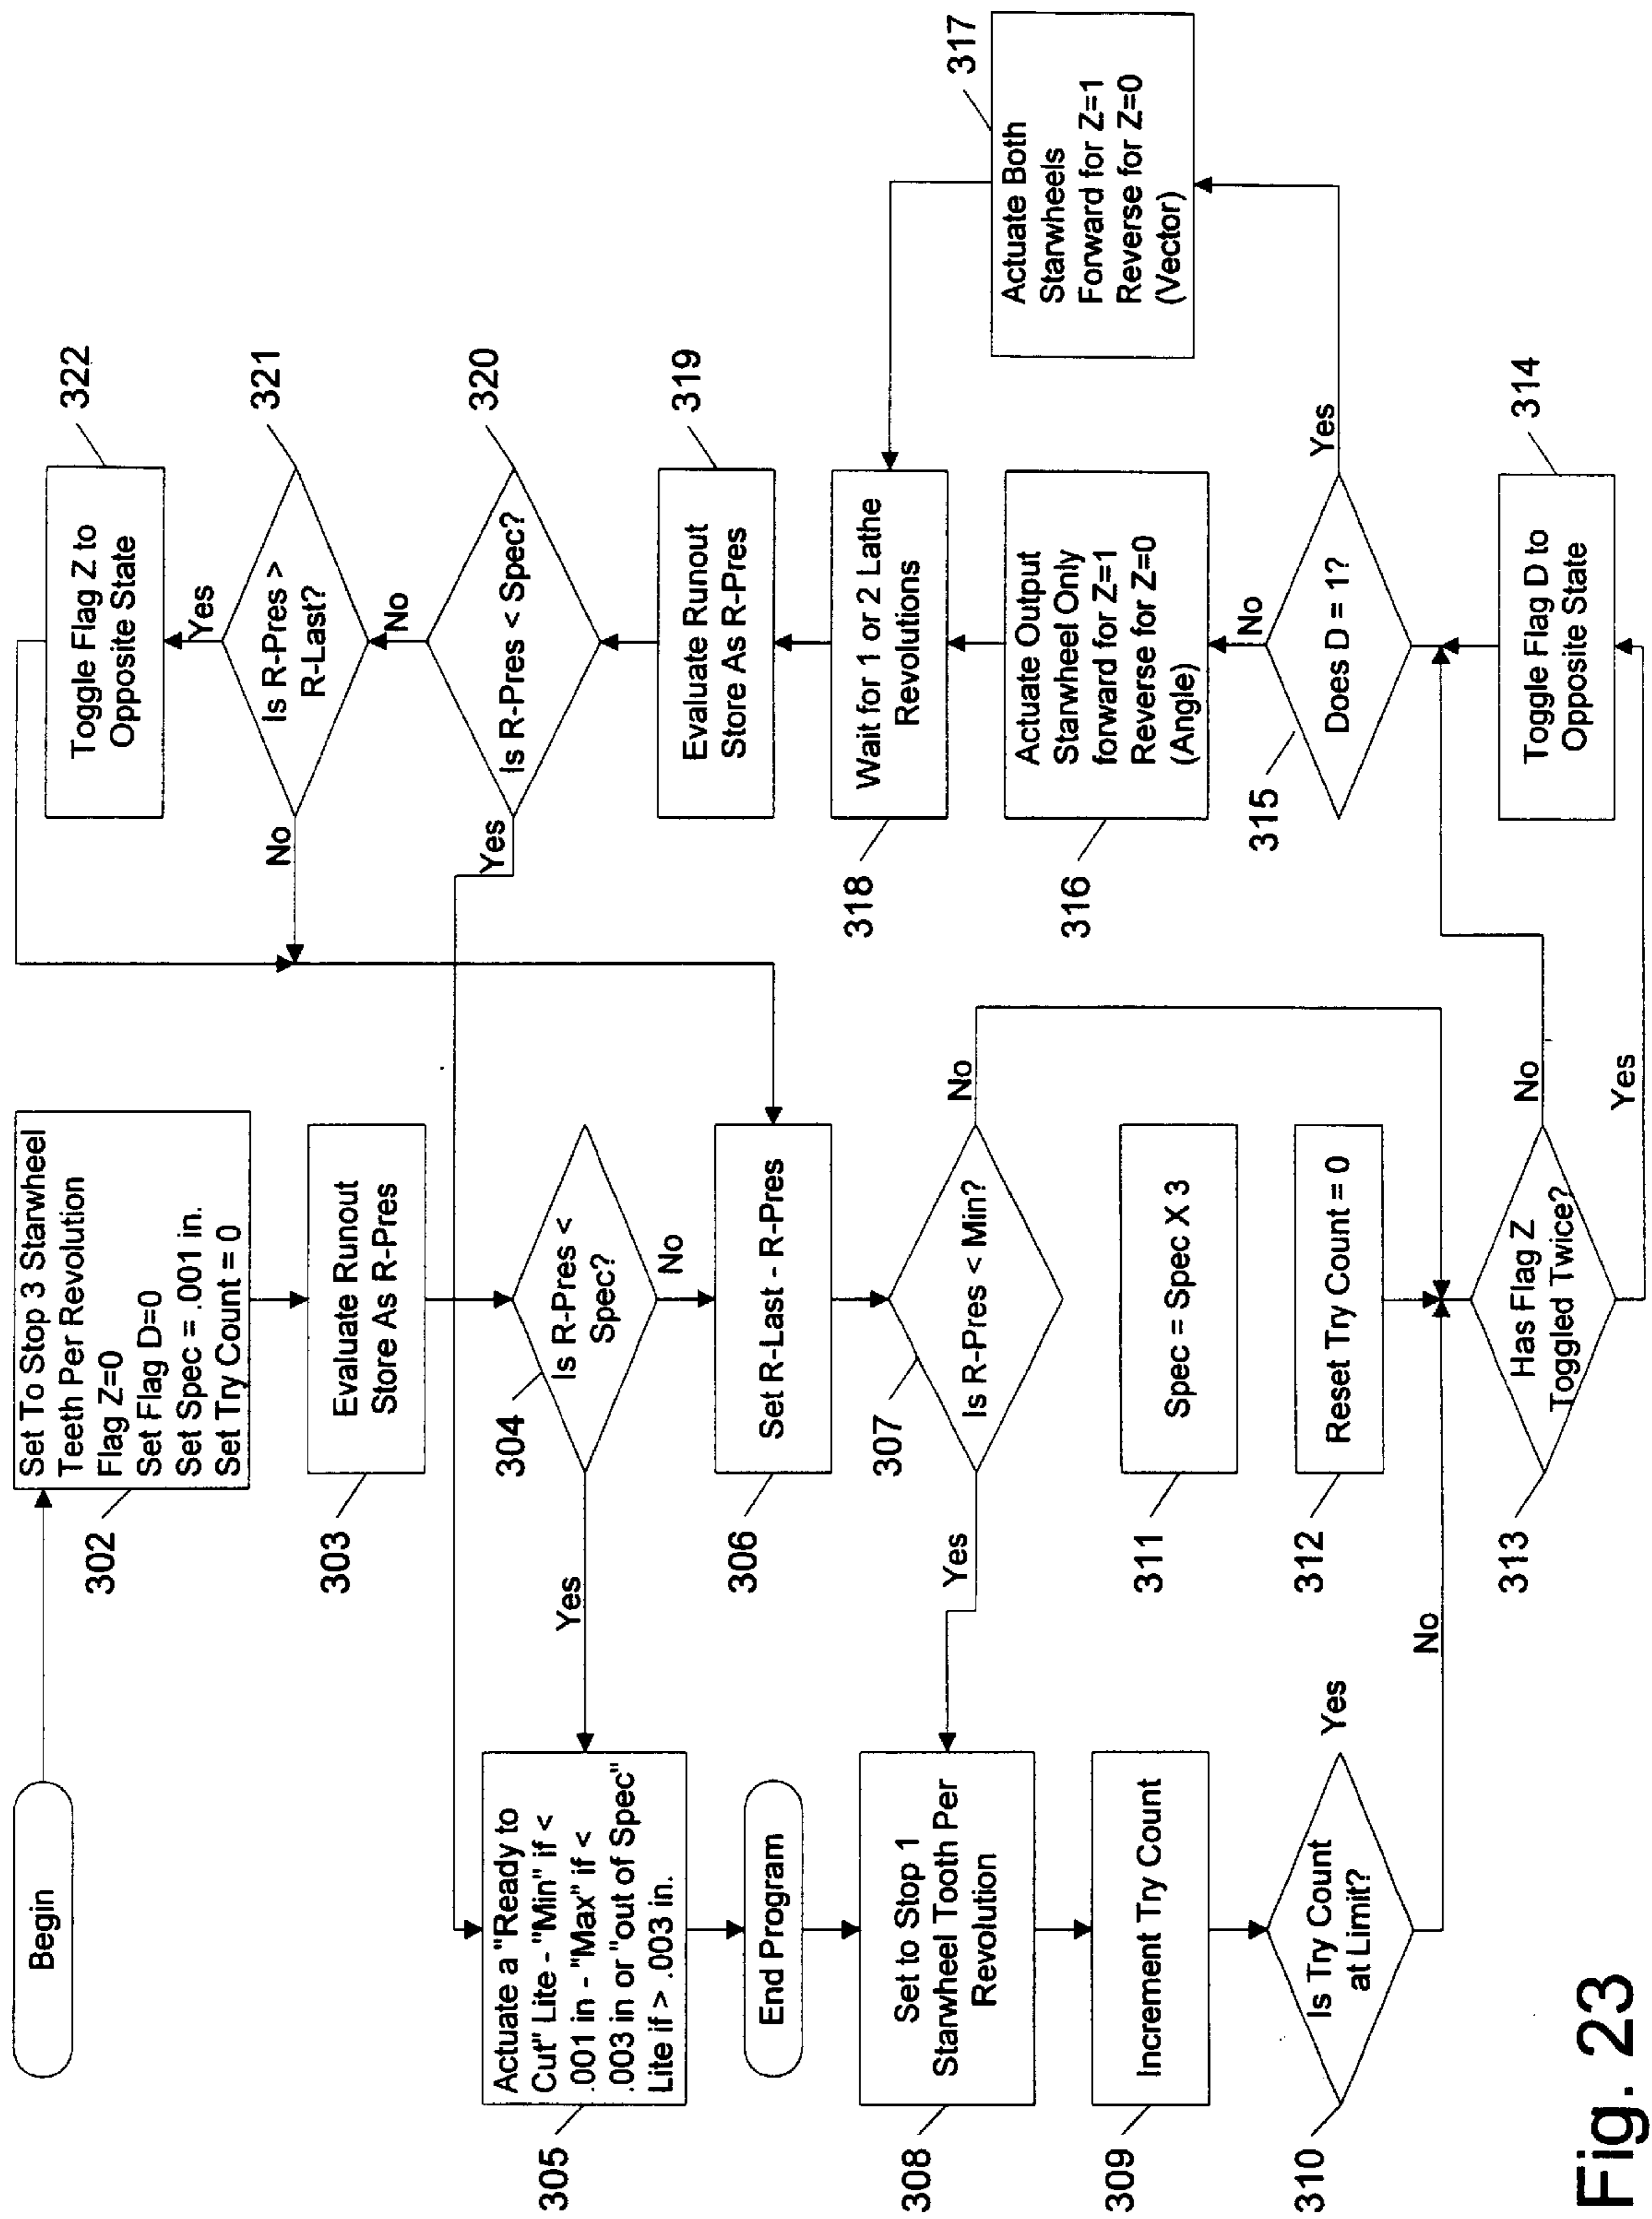 Begin
Set To Stop 3 Starwheel
Teeth Per Revolution
Flag Z=0
Set Flag D=0
Set Spec = .001 in.
Set Try Count = 0
302
Evaluate Runout
Store As R-Pres
303
Is R-Pres <
Spec?
304
Yes
No
Actuate a "Ready to
Cut" Lite - "Min" if <
.001 in - "Max" if <
.003 in or "out of Spec"
Lite if > .003 in.
305
End Program
Set R-Last - R-Pres
306
Is R-Pres < Min?
307
Yes
No
Set to Stop 1
Starwheel Tooth Per
Revolution
308
Increment Try Count
309
Is Try Count
at Limit?
310
Yes
No
Spec = Spec X 3
311
Reset Try Count = 0
312
Has Flag Z
Toggled Twice?
313
No
Yes
Toggle Flag D to
Opposite State
314
Does D = 1?
315
No
Yes
Actuate Output
Starwheel Only
forward for Z=1
Reverse for Z=0
(Angle)
316
Actuate Both
Starwheels
Forward for Z=1
Reverse for Z=0
(Vector)
317
Wait for 1 or 2 Lathe
Revolutions
318
Evaluate Runout
Store As R-Pres
319
Is R-Pres < Spec?
320
Yes
No
Is R-Pres >
R-Last?
321
No
Yes
Toggle Flag Z to
Opposite State
322
Fig. 23